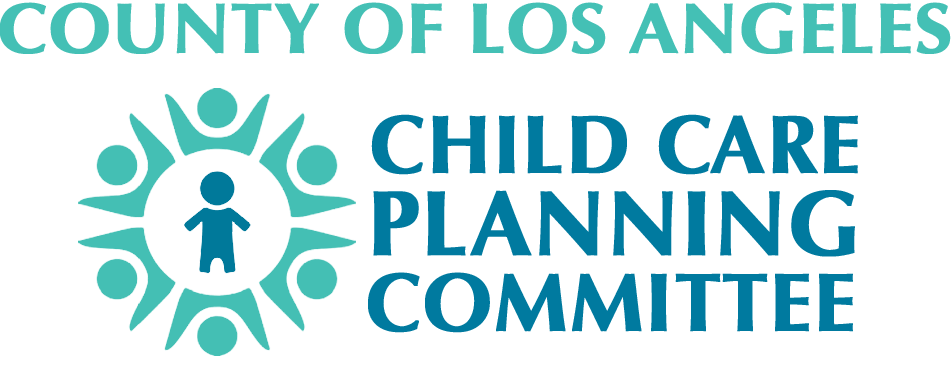 COUNTY OF LOS ANGELES
CHILD CARE
PLANNING
COMMITTEE